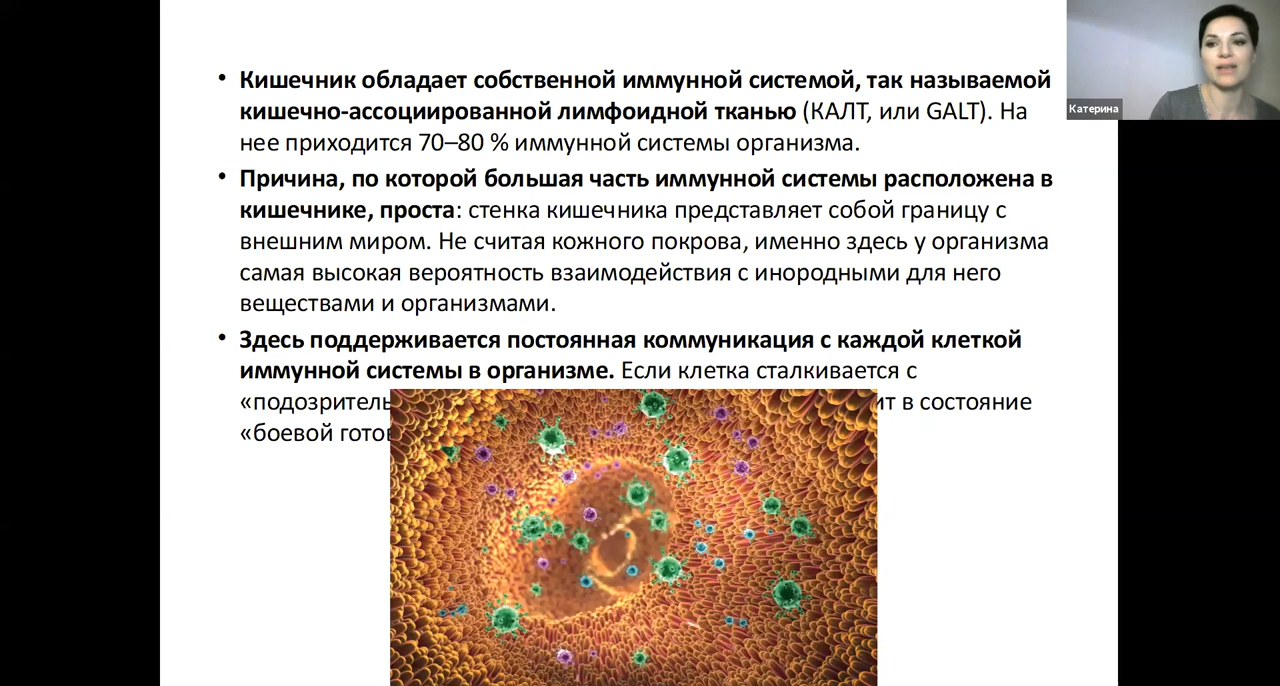 • Кишечник обладает собственной иммунной системой, так называемой
кишечно-ассоциированной лимфоидной тканью (КАЛТ, или GALT). На
нее приходится 70–80 % иммунной системы организма.
• Причина, по которой большая часть иммунной системы расположена в
кишечнике, проста: стенка кишечника представляет собой границу с
внешним миром. Не считая кожного покрова, именно здесь у организма
самая высокая вероятность взаимодействия с инородными для него
веществами и организмами.
• Здесь поддерживается постоянная коммуникация с каждой клеткой
иммунной системы в организме. Если клетка сталкивается с
в состояние
Катерина